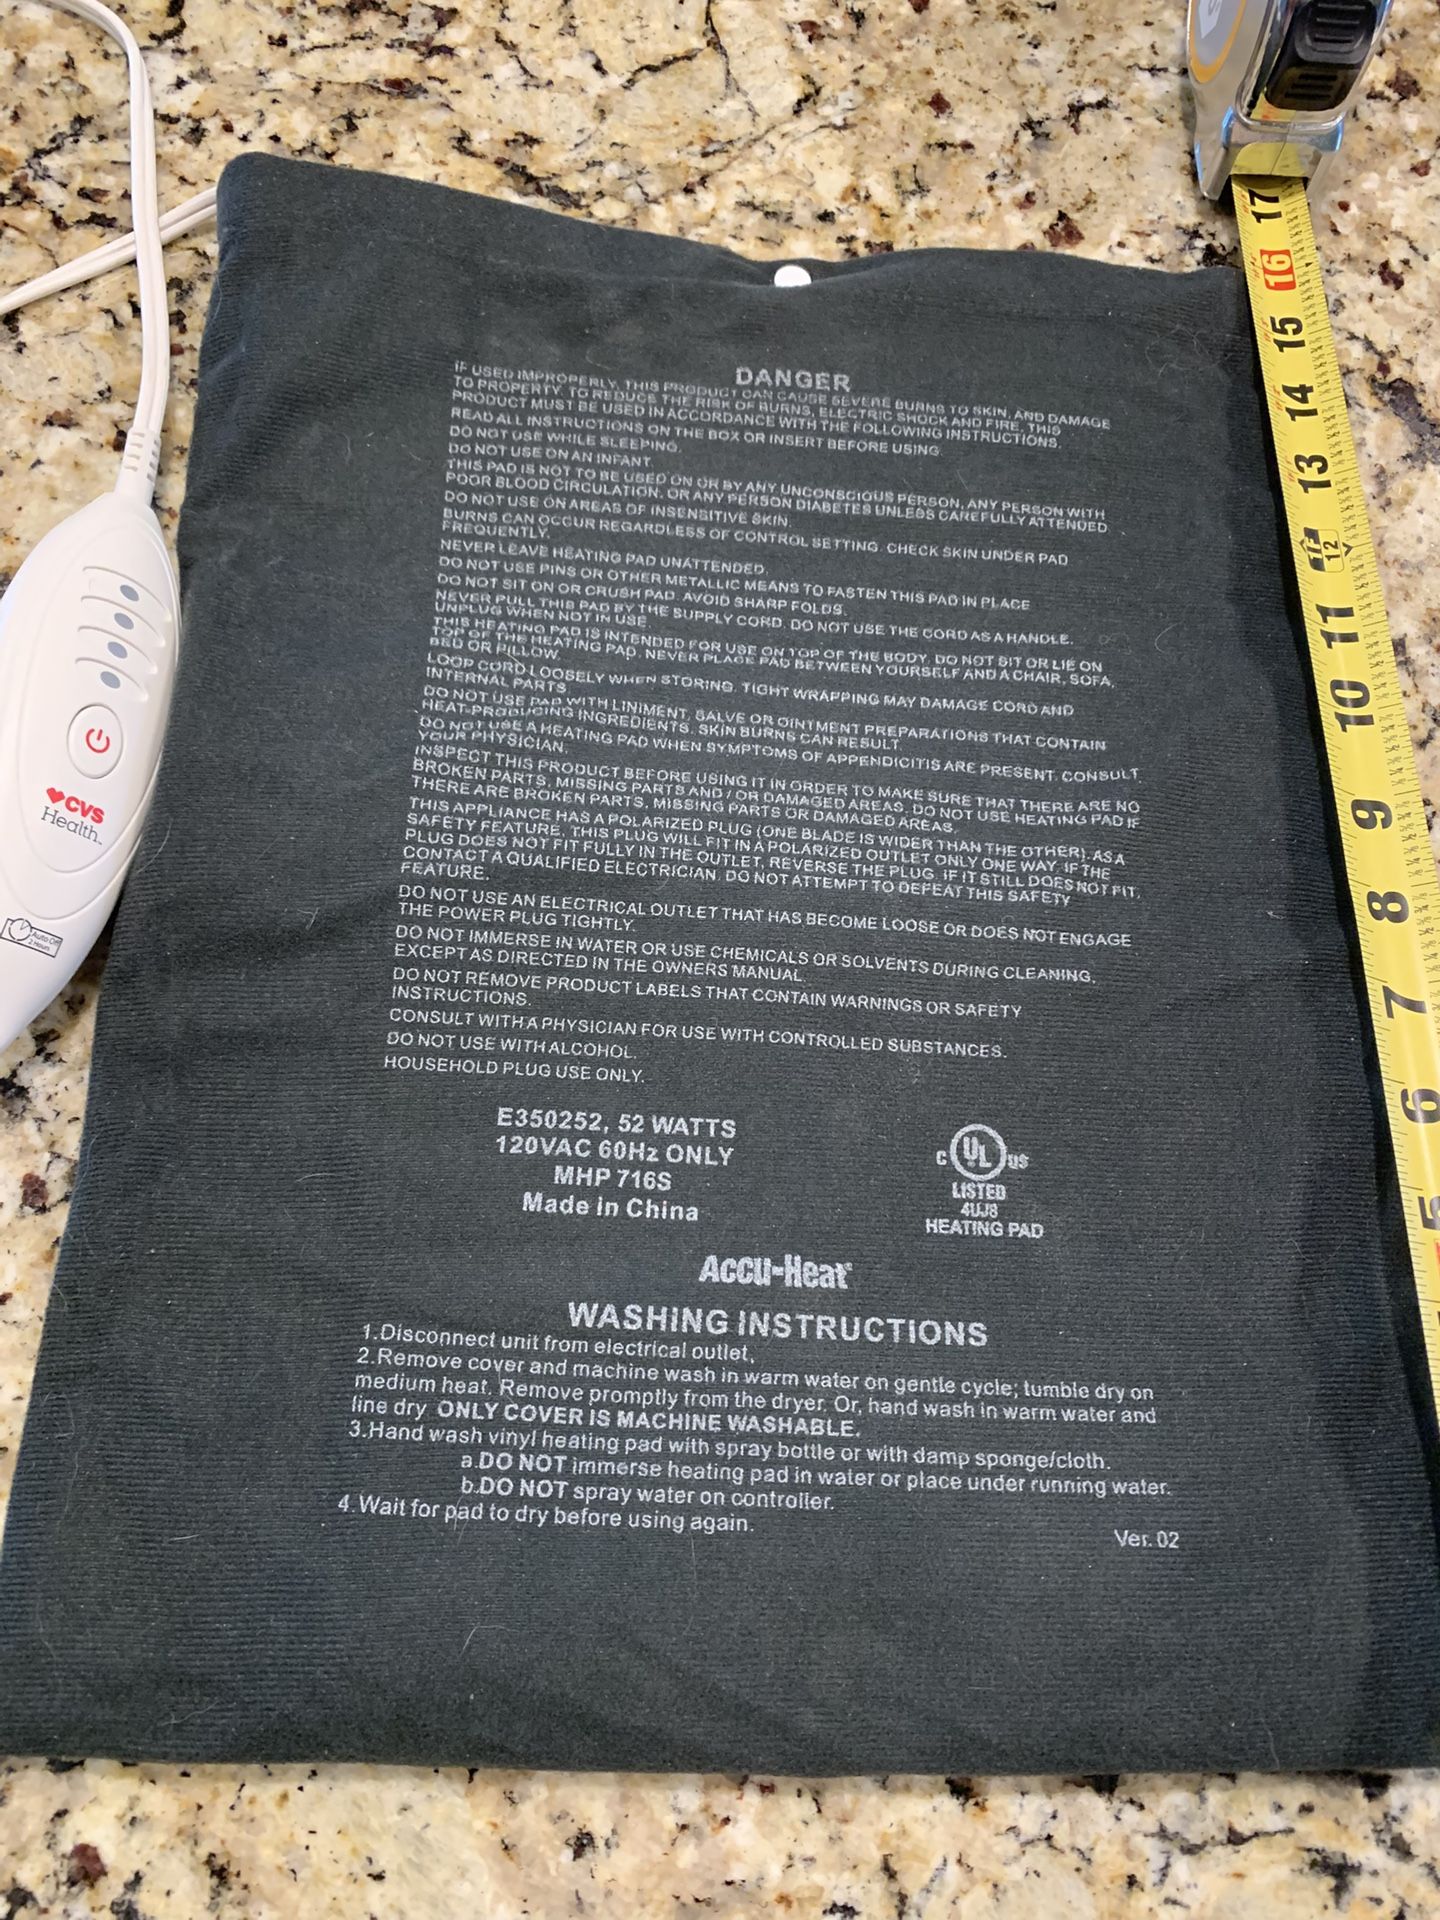 DANGER
IF USED IMPROPERLY, THIS PRODUCT CAN CAUSE SEVERE BURNS TO SKIN, AND DAMAGE
TO PROPERTY. TO REDUCE THE RISK OF BURNS, ELECTRIC SHOCK AND FIRE, THIS
PRODUCT MUST BE USED IN ACCORDANCE WITH THE FOLLOWING INSTRUCTIONS.
READ ALL INSTRUCTIONS ON THE BOX OR INSERT BEFORE USING.
DO NOT USE WHILE SLEEPING.
DO NOT USE ON AN INFANT.
THIS PAD IS NOT TO BE USED ON OR BY ANY UNCONSCIOUS PERSON, ANY PERSON WITH
POOR BLOOD CIRCULATION, OR ANY PERSON DIABETES UNLESS CAREFULLY ATTENDED.
DO NOT USE ON AREAS OF INSENSITIVE SKIN.
BURNS CAN OCCUR REGARDLESS OF CONTROL SETTING. CHECK SKIN UNDER PAD
FREQUENTLY.
NEVER LEAVE HEATING PAD UNATTENDED.
DO NOT USE PINS OR OTHER METALLIC MEANS TO FASTEN THIS PAD IN PLACE
DO NOT SIT ON OR CRUSH PAD. AVOID SHARP FOLDS.
NEVER PULL THIS PAD BY THE SUPPLY CORD. DO NOT USE THE CORD AS A HANDLE.
UNPLUG WHEN NOT IN USE.
THIS HEATING PAD IS INTENDED FOR USE ON TOP OF THE BODY. DO NOT SIT OR LIE ON
TOP OF THE HEATING PAD. NEVER PLACE PAD BETWEEN YOURSELF AND A CHAIR, SOFA,
BED OR PILLOW.
LOOP CORD LOOSELY WHEN STORING. TIGHT WRAPPING MAY DAMAGE CORD AND
INTERNAL PARTS
DO NOT USE PAD WITH LINIMENT, SALVE OR OINTMENT PREPARATIONS THAT CONTAIN
HEAT-PRODUCING INGREDIENTS. SKIN BURNS CAN RESULT.
DO NOT USE A HEATING PAD WHEN SYMPTOMS OF APPENDICITIS ARE PRESENT. CONSULT
YOUR PHYSICIAN.
INSPECT THIS PRODUCT BEFORE USING IT IN ORDER TO MAKE SURE THAT THERE ARE NO
BROKEN PARTS, MISSING PARTS AND / OR DAMAGED AREAS. DO NOT USE HEATING PAD IF
THERE ARE BROKEN PARTS, MISSING PARTS OR DAMAGED AREAS.
THIS APPLIANCE HAS A POLARIZED PLUG (ONE BLADE IS WIDER THAN THE OTHER). AS A
SAFETY FEATURE, THIS PLUG WILL FIT IN A POLARIZED OUTLET ONLY ONE WAY. IF THE
PLUG DOES NOT FIT FULLY IN THE OUTLET, REVERSE THE PLUG. IF IT STILL DOES NOT FIT,
CONTACT A QUALIFIED ELECTRICIAN. DO NOT ATTEMPT TO DEFEAT THIS SAFETY
FEATURE.
DO NOT USE AN ELECTRICAL OUTLET THAT HAS BECOME LOOSE OR DOES NOT ENGAGE
THE POWER PLUG TIGHTLY.
DO NOT IMMERSE IN WATER OR USE CHEMICALS OR SOLVENTS DURING CLEANING,
EXCEPT AS DIRECTED IN THE OWNERS MANUAL.
DO NOT REMOVE PRODUCT LABELS THAT CONTAIN WARNINGS OR SAFETY
INSTRUCTIONS.
CONSULT WITH A PHYSICIAN FOR USE WITH CONTROLLED SUBSTANCES.
DO NOT USE WITH ALCOHOL.
HOUSEHOLD PLUG USE ONLY.
E350252, 52 WATTS
120VAC 60Hz ONLY
MHP 716S
Made in China
C UL US
LISTED
4UJ8
HEATING PAD
Accu-Heat®
WASHING INSTRUCTIONS
1.Disconnect unit from electrical outlet,
2.Remove cover and machine wash in warm water on gentle cycle; tumble dry on
medium heat. Remove promptly from the dryer. Or, hand wash in warm water and
line dry ONLY COVER IS MACHINE WASHABLE.
3.Hand wash vinyl heating pad with spray bottle or with damp sponge/cloth.
a.DO NOT immerse heating pad in water or place under running water.
b.DO NOT spray water on controller.
4.Wait for pad to dry before using again.
Ver. 02
CVS
Health™
Auto Off
2 Hours
17
16
15
14
13
1F
12
11
10
9
8
7
6
5